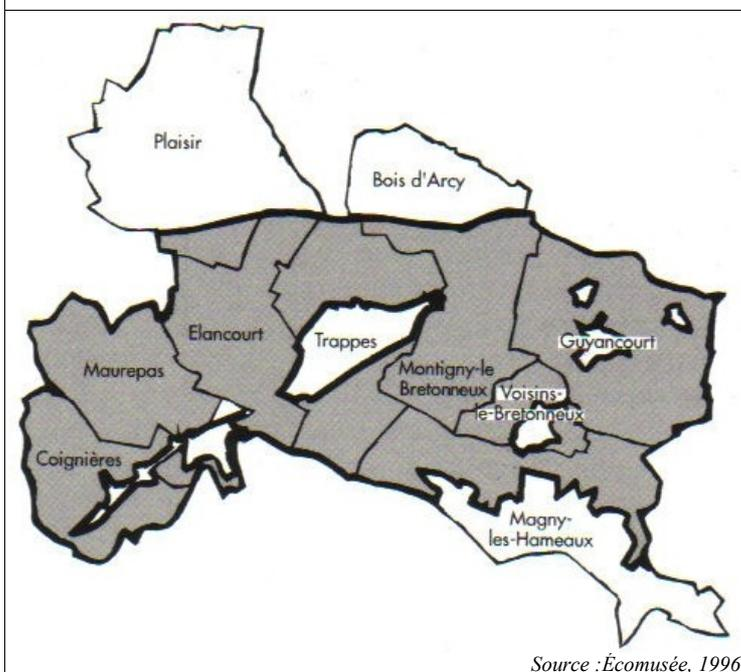 Plaisir
Bois d'Arcy
Elancourt
Trappes
Guyancourt
Maurepas
Montigny-le
Bretonneux
Voisins-
le-Bretonneux
Coignières
Magny-
les-Hameaux
Source :Écomusée, 1996